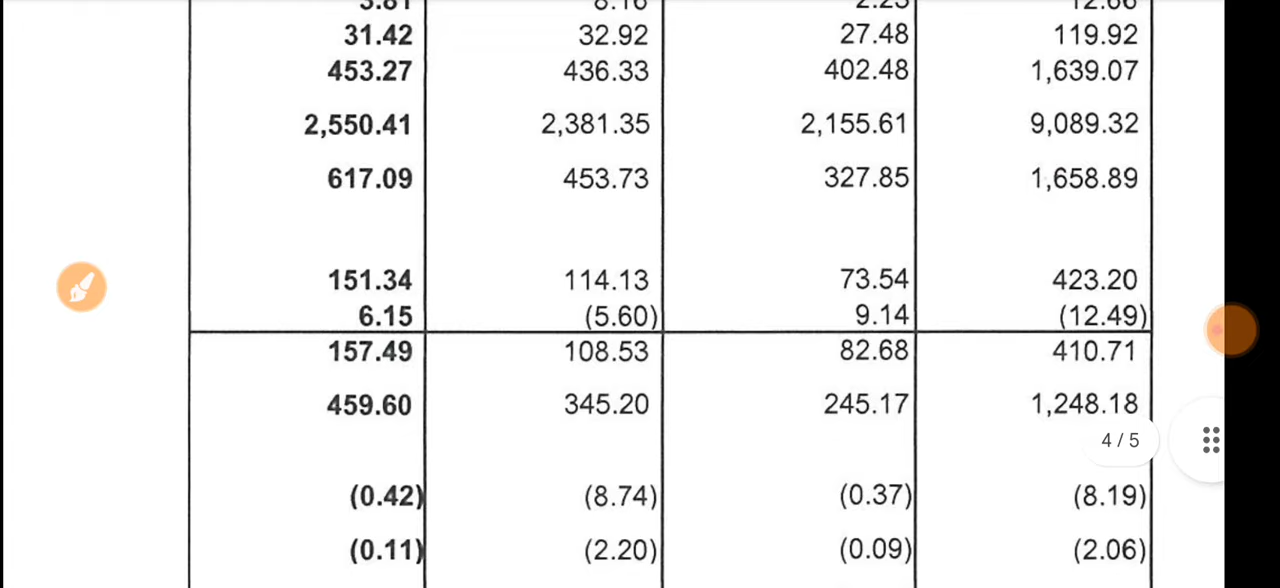 31.42 32.92 27.48 119.92
453.27 436.33 402.48 1,639.07
2,550.41 2,381.35 2,155.61 9,089.32
617.09 453.73 327.85 1,658.89
151.34 114.13 73.54 423.20
6.15 (5.60) 9.14 (12.49)
157.49 108.53 82.68 410.71
459.60 345.20 245.17 1,248.18
4 / 5
(0.42) (8.74) (0.37) (8.19)
(0.11) (2.20) (0.09) (2.06)